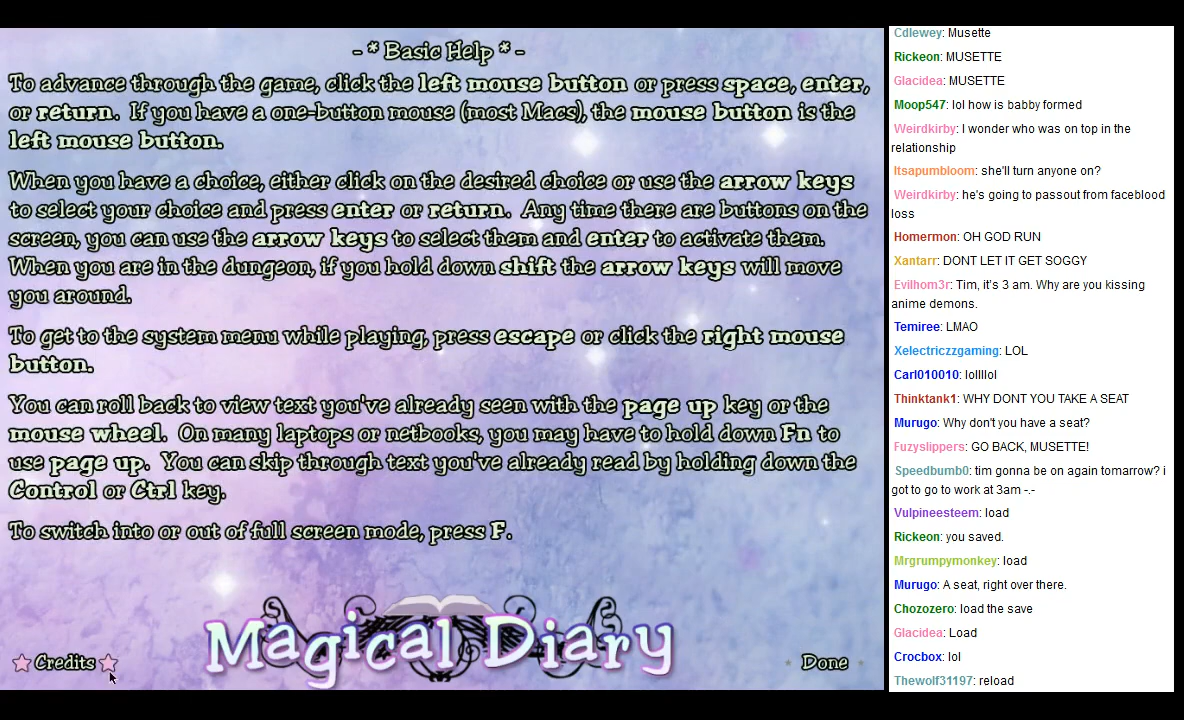 - * Basic Help * -
To advance through the game, click the left mouse button or press space, enter,
or return. If you have a one-button mouse (most Macs), the mouse button is the
left mouse button.
When you have a choice, either click on the desired choice or use the arrow keys
to select your choice and press enter or return. Any time there are buttons on the
screen, you can use the arrow keys to select them and enter to activate them.
When you are in the dungeon, if you hold down shift the arrow keys will move
you around.
To get to the system menu while playing, press escape or click the right mouse
button.
You can roll back to view text you've already seen with the page up key or the
mouse wheel. On many laptops or netbooks, you may have to hold down Fn to
use page up. You can skip through text you've already read by holding down the
Control or Ctrl key.
To switch into or out of full screen mode, press F.
Magical Diary
Credits
Done
Cdlewey: Musette
Rickeon: MUSETTE
Glacidea: MUSETTE
Moop547: lol how is babby formed
Weirdkirby: I wonder who was on top in the
relationship
Itsapumbloom: she'll turn anyone on?
Weirdkirby: he's going to passout from faceblood
loss
Homermon: OH GOD RUN
Xantarr: DONT LET IT GET SOGGY
Evilhom3r: Tim, it's 3 am. Why are you kissing
anime demons.
Temiree: LMAO
Xelectriczzgaming: LOL
Carl010010: lollllol
Thinktank1: WHY DONT YOU TAKE A SEAT
Murugo: Why don't you have a seat?
Fuzyslippers: GO BACK, MUSETTE!
Speedbumb0: tim gonna be on again tomarrow? i
got to go to work at 3am -.-
Vulpineesteem: load
Rickeon: you saved.
Mrgrumpymonkey: load
Murugo: A seat, right over there.
Chozozero: load the save
Glacidea: Load
Crocbox: lol
Thewolf31197: reload